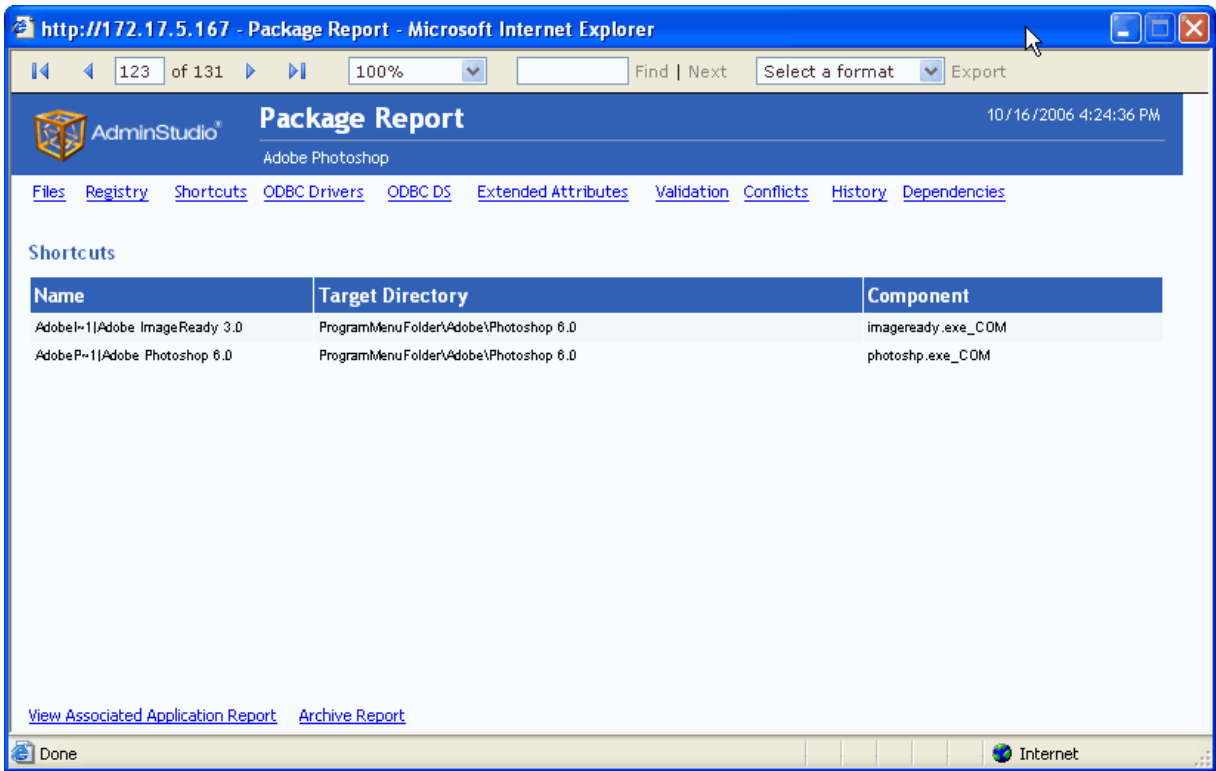 http://172.17.5.167 - Package Report - Microsoft Internet Explorer
123 of 131 100% Find | Next Select a format Export
AdminStudio® Package Report 10/16/2006 4:24:36 PM
Adobe Photoshop
Files Registry Shortcuts ODBC Drivers ODBC DS Extended Attributes Validation Conflicts History Dependencies
Shortcuts
Name Target Directory Component
AdobeI~1|Adobe ImageReady 3.0 ProgramMenuFolder\Adobe\Photoshop 6.0 imageready.exe_COM
AdobeP~1|Adobe Photoshop 6.0 ProgramMenuFolder\Adobe\Photoshop 6.0 photoshp.exe_COM
View Associated Application Report Archive Report
Done Internet